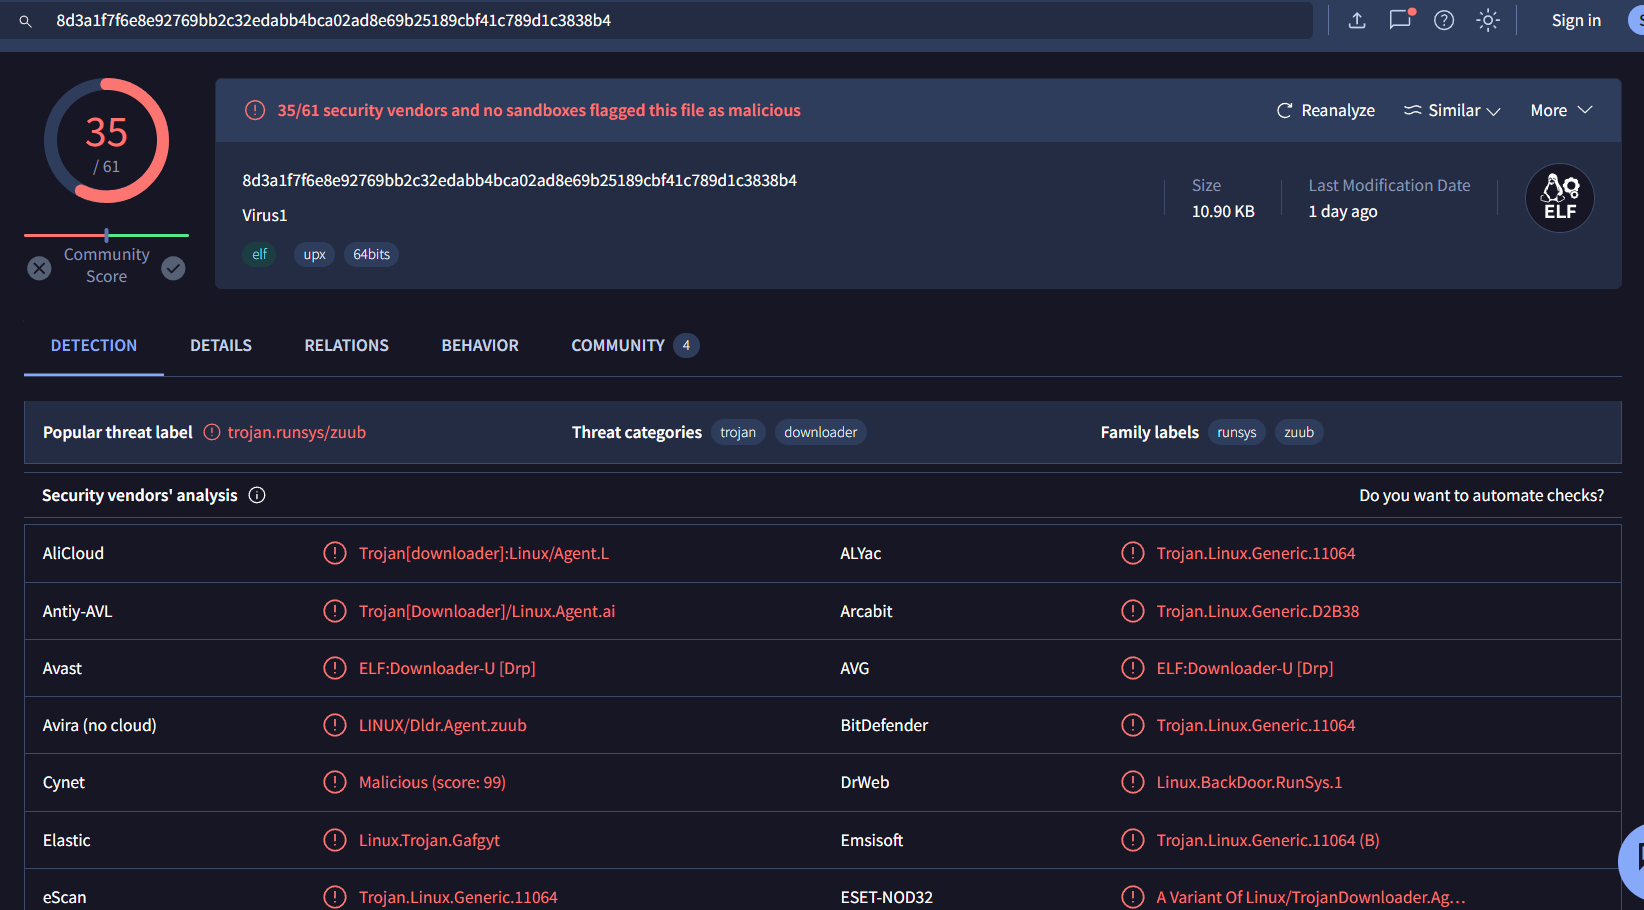 8d3a1f7f6e8e92769bb2c32edabb4bca02ad8e69b25189cbf41c789d1c3838b4
Sign in
35
/ 61
Community
Score
35/61 security vendors and no sandboxes flagged this file as malicious
Reanalyze
Similar
More
8d3a1f7f6e8e92769bb2c32edabb4bca02ad8e69b25189cbf41c789d1c3838b4
Virus1
elf
upx
64bits
Size
10.90 KB
Last Modification Date
1 day ago
ELF
DETECTION
DETAILS
RELATIONS
BEHAVIOR
COMMUNITY 4
Popular threat label trojan.runsys/zuub
Threat categories trojan downloader
Family labels runsys zuub
Security vendors' analysis
Do you want to automate checks?
AliCloud Trojan[downloader]:Linux/Agent.L
ALYac Trojan.Linux.Generic.11064
Antiy-AVL Trojan[Downloader]/Linux.Agent.ai
Arcabit Trojan.Linux.Generic.D2B38
Avast ELF:Downloader-U [Drp]
AVG ELF:Downloader-U [Drp]
Avira (no cloud) LINUX/Dldr.Agent.zuub
BitDefender Trojan.Linux.Generic.11064
Cynet Malicious (score: 99)
DrWeb Linux.BackDoor.RunSys.1
Elastic Linux.Trojan.Gafgyt
Emsisoft Trojan.Linux.Generic.11064 (B)
eScan Trojan.Linux.Generic.11064
ESET-NOD32 A Variant Of Linux/TrojanDownloader.Ag…